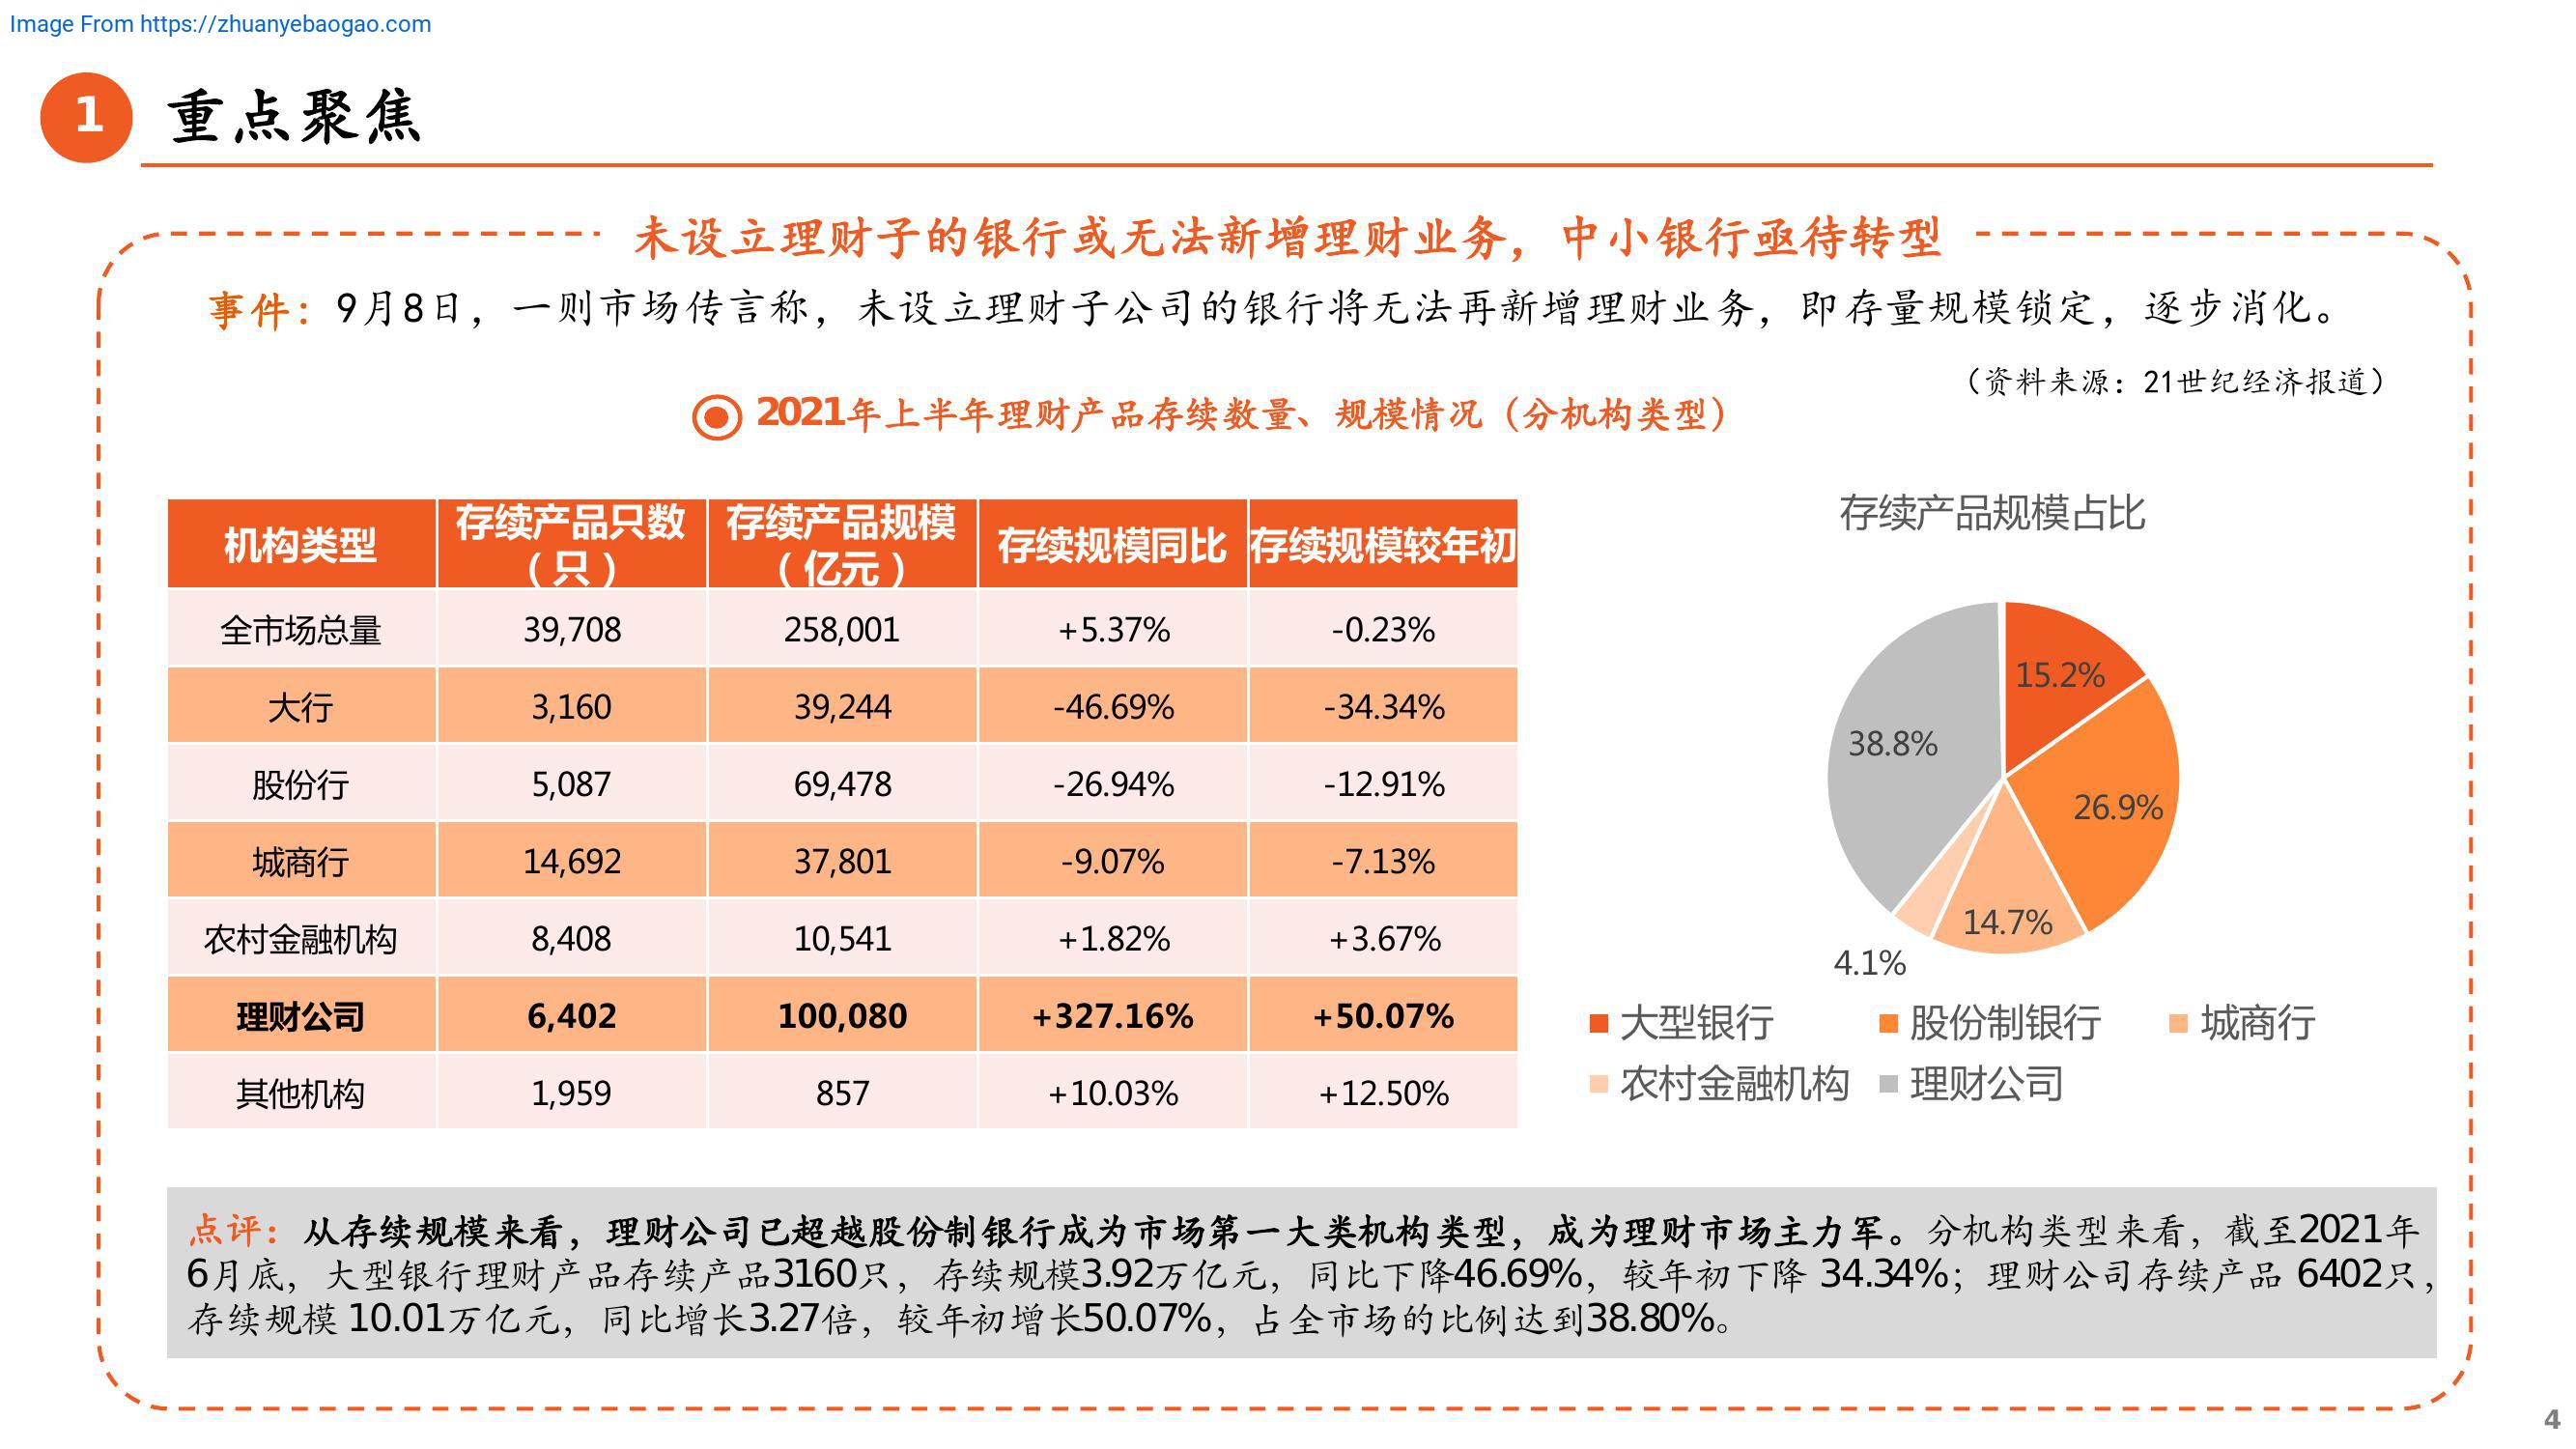 Image From https://zhuanyebaogao.com
1 重点聚焦
未设立理财子的银行或无法新增理财业务，中小银行亟待转型
事件：9月8日，一则市场传言称，未设立理财子公司的银行将无法再新增理财业务，即存量规模锁定，逐步消化。
（资料来源：21世纪经济报道）
2021年上半年理财产品存续数量、规模情况（分机构类型）
机构类型 存续产品只数（只） 存续产品规模（亿元） 存续规模同比 存续规模较年初
全市场总量 39,708 258,001 +5.37% -0.23%
大行 3,160 39,244 -46.69% -34.34%
股份行 5,087 69,478 -26.94% -12.91%
城商行 14,692 37,801 -9.07% -7.13%
农村金融机构 8,408 10,541 +1.82% +3.67%
理财公司 6,402 100,080 +327.16% +50.07%
其他机构 1,959 857 +10.03% +12.50%
存续产品规模占比
15.2%
38.8%
26.9%
14.7%
4.1%
大型银行 股份制银行 城商行
农村金融机构 理财公司
点评：从存续规模来看，理财公司已超越股份制银行成为市场第一大类机构类型，成为理财市场主力军。分机构类型来看，截至2021年
6月底，大型银行理财产品存续产品3160只，存续规模3.92万亿元，同比下降46.69%，较年初下降 34.34%；理财公司存续产品 6402只，
存续规模 10.01万亿元，同比增长3.27倍，较年初增长50.07%，占全市场的比例达到38.80%。
4